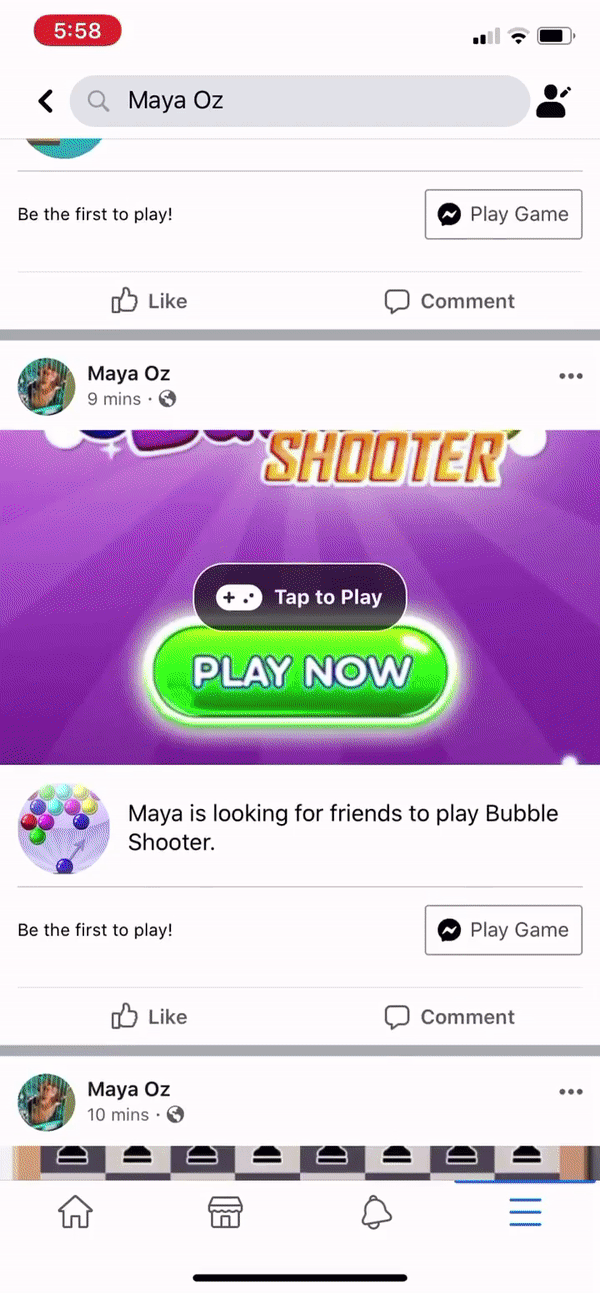 5:58
Maya Oz
Be the first to play!
Play Game
Like
Comment
Maya Oz
9 mins ·
SHOOTER
Tap to Play
PLAY NOW
Maya is looking for friends to play Bubble
Shooter.
Be the first to play!
Play Game
Like
Comment
Maya Oz
10 mins ·